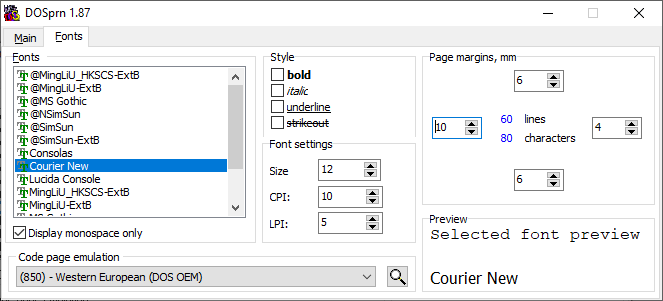 DOSprn 1.87
Main
Fonts
Fonts
@MingLiU_HKSCS-ExtB
@MingLiU-ExtB
@MS Gothic
@NSimSun
@SimSun
@SimSun-ExtB
Consolas
Courier New
Lucida Console
MingLiU_HKSCS-ExtB
MingLiU-ExtB
MS Gothic
Display monospace only
Style
bold
italic
underline
strikeout
Font settings
Size 12
CPI: 10
LPI: 5
Page margins, mm
6
10
60 lines
80 characters
4
6
Code page emulation
(850) - Western European (DOS OEM)
Preview
Selected font preview
Courier New